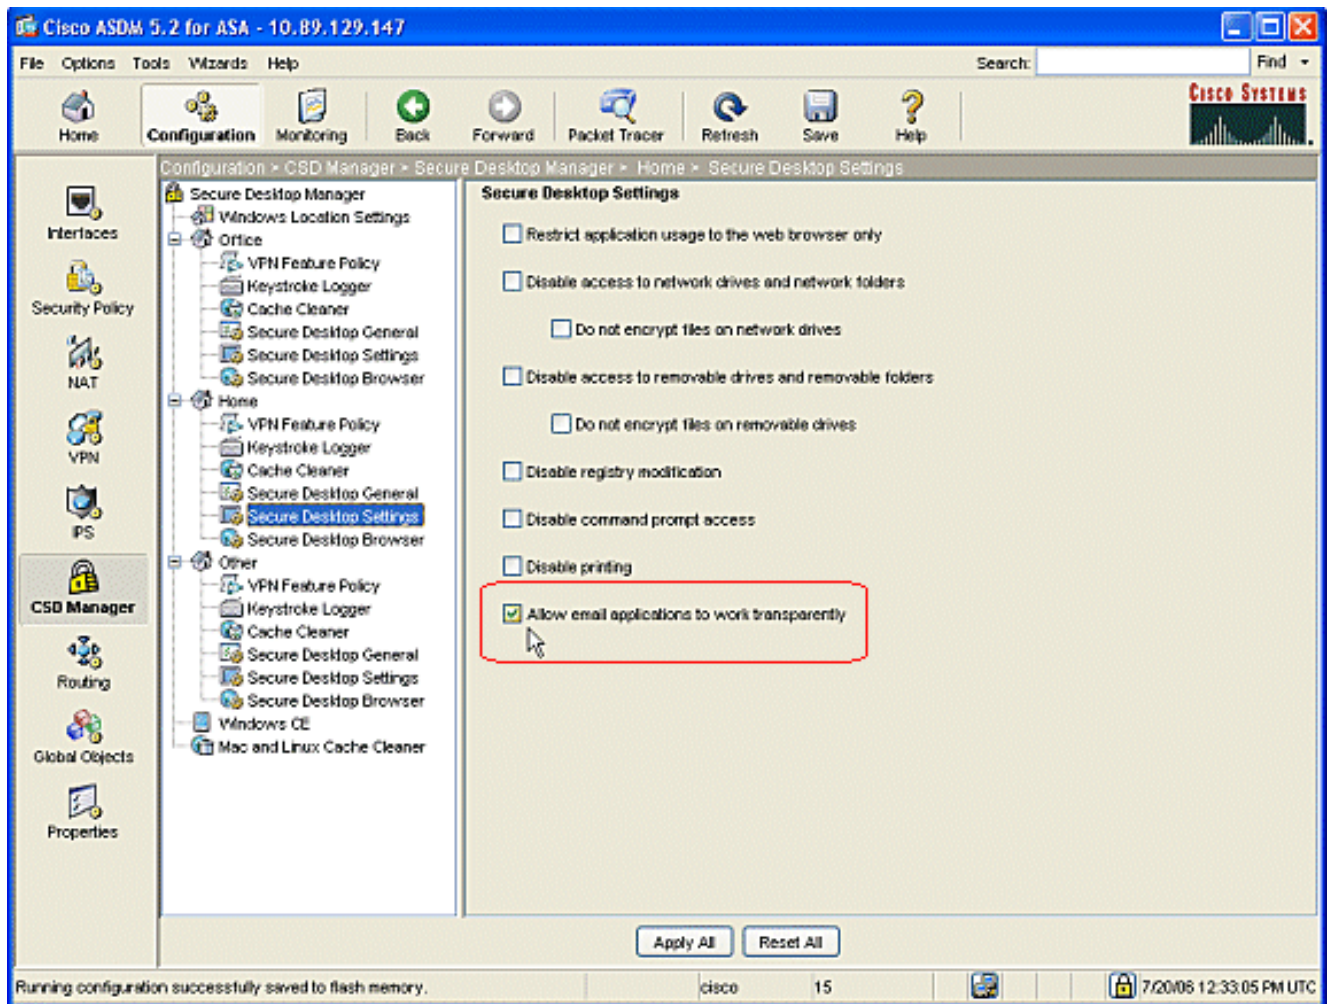 Cisco ASDM 5.2 for ASA - 10.89.129.147
File Options Tools Wizards Help Search: Find
Home Configuration Monitoring Back Forward Packet Tracer Refresh Save Help
CISCO SYSTEMS
Configuration > CSD Manager > Secure Desktop Manager > Home > Secure Desktop Settings
Interfaces
Security Policy
NAT
VPN
IPS
CSD Manager
Routing
Global Objects
Properties
Secure Desktop Manager
Windows Location Settings
Office
VPN Feature Policy
Keystroke Logger
Cache Cleaner
Secure Desktop General
Secure Desktop Settings
Secure Desktop Browser
Home
VPN Feature Policy
Keystroke Logger
Cache Cleaner
Secure Desktop General
Secure Desktop Settings
Secure Desktop Browser
Other
VPN Feature Policy
Keystroke Logger
Cache Cleaner
Secure Desktop General
Secure Desktop Settings
Secure Desktop Browser
Windows CE
Mac and Linux Cache Cleaner
Secure Desktop Settings
Restrict application usage to the web browser only
Disable access to network drives and network folders
Do not encrypt files on network drives
Disable access to removable drives and removable folders
Do not encrypt files on removable drives
Disable registry modification
Disable command prompt access
Disable printing
Allow email applications to work transparently
Apply All Reset All
Running configuration successfully saved to flash memory. cisco 15 7/20/06 12:33:05 PM UTC